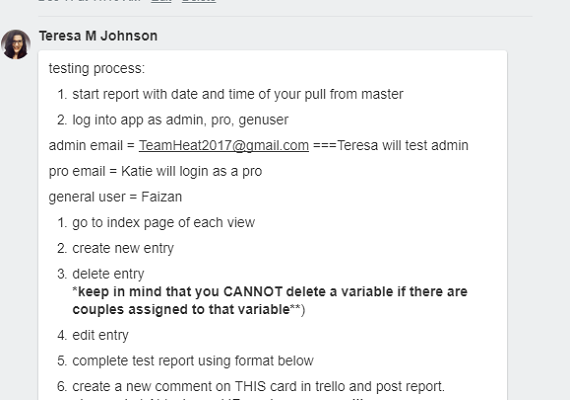 Teresa M Johnson
testing process:
1. start report with date and time of your pull from master
2. log into app as admin, pro, genuser
admin email = TeamHeat2017@gmail.com ===Teresa will test admin
pro email = Katie will login as a pro
general user = Faizan
1. go to index page of each view
2. create new entry
3. delete entry
*keep in mind that you CANNOT delete a variable if there are
couples assigned to that variable**)
4. edit entry
5. complete test report using format below
6. create a new comment on THIS card in trello and post report.